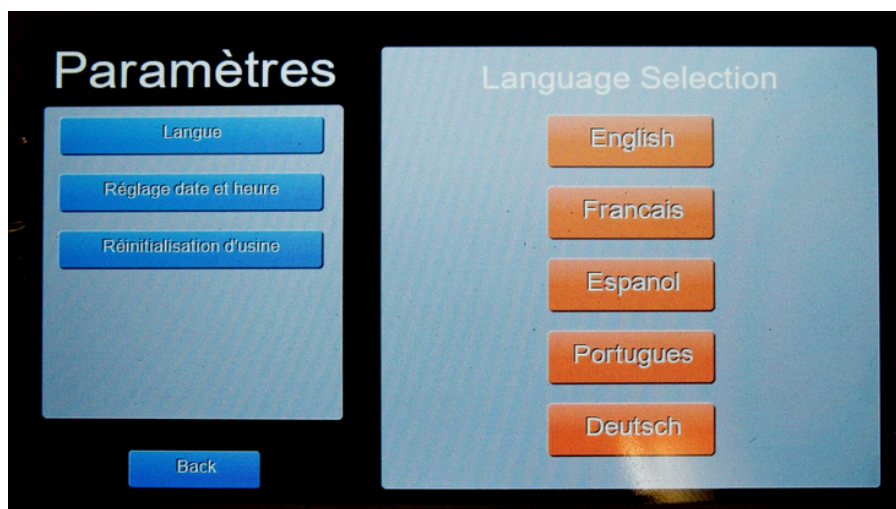 Paramètres
Langue
Réglage date et heure
Réinitialisation d'usine
Back
Language Selection
English
Francais
Espanol
Portugues
Deutsch